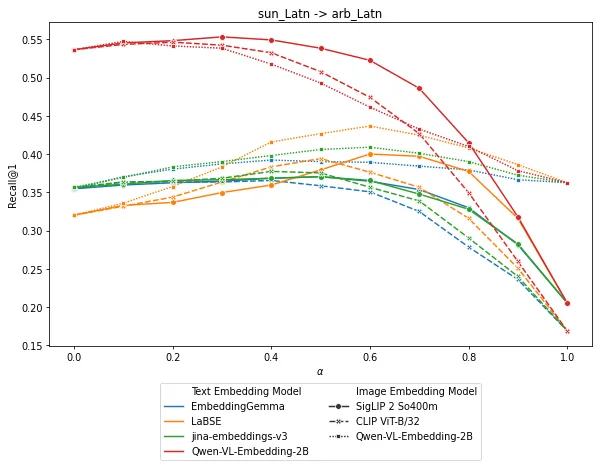 sun_Latn -> arb_Latn
Recall@1
0.55
0.50
0.45
0.40
0.35
0.30
0.25
0.20
0.15
0.0 0.2 0.4 0.6 0.8 1.0
α
Text Embedding Model
EmbeddingGemma
LaBSE
jina-embeddings-v3
Qwen-VL-Embedding-2B
Image Embedding Model
SigLIP 2 So400m
CLIP ViT-B/32
Qwen-VL-Embedding-2B